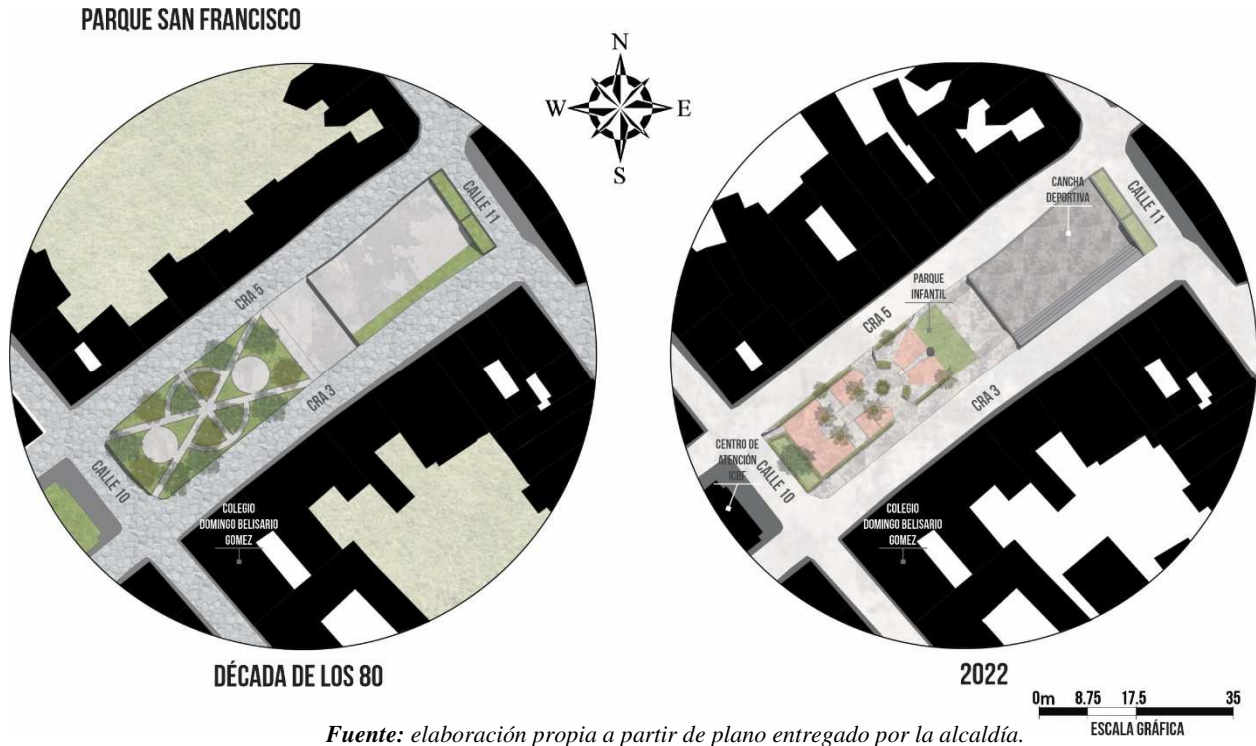 PARQUE SAN FRANCISCO
N
W
E
S
CALLE 11
CRA 5
CRA 3
CALLE 10
COLEGIO
DOMINGO BELISARIO
GOMEZ
DÉCADA DE LOS 80
CANCHA
DEPORTIVA
CALLE 11
PARQUE
INFANTIL
CRA 5
CRA 3
CENTRO DE
ATENCIÓN
ICBF
CALLE 10
COLEGIO
DOMINGO BELISARIO
GOMEZ
2022
0m 8.75 17.5 35
ESCALA GRÁFICA
Fuente: elaboración propia a partir de plano entregado por la alcaldía.